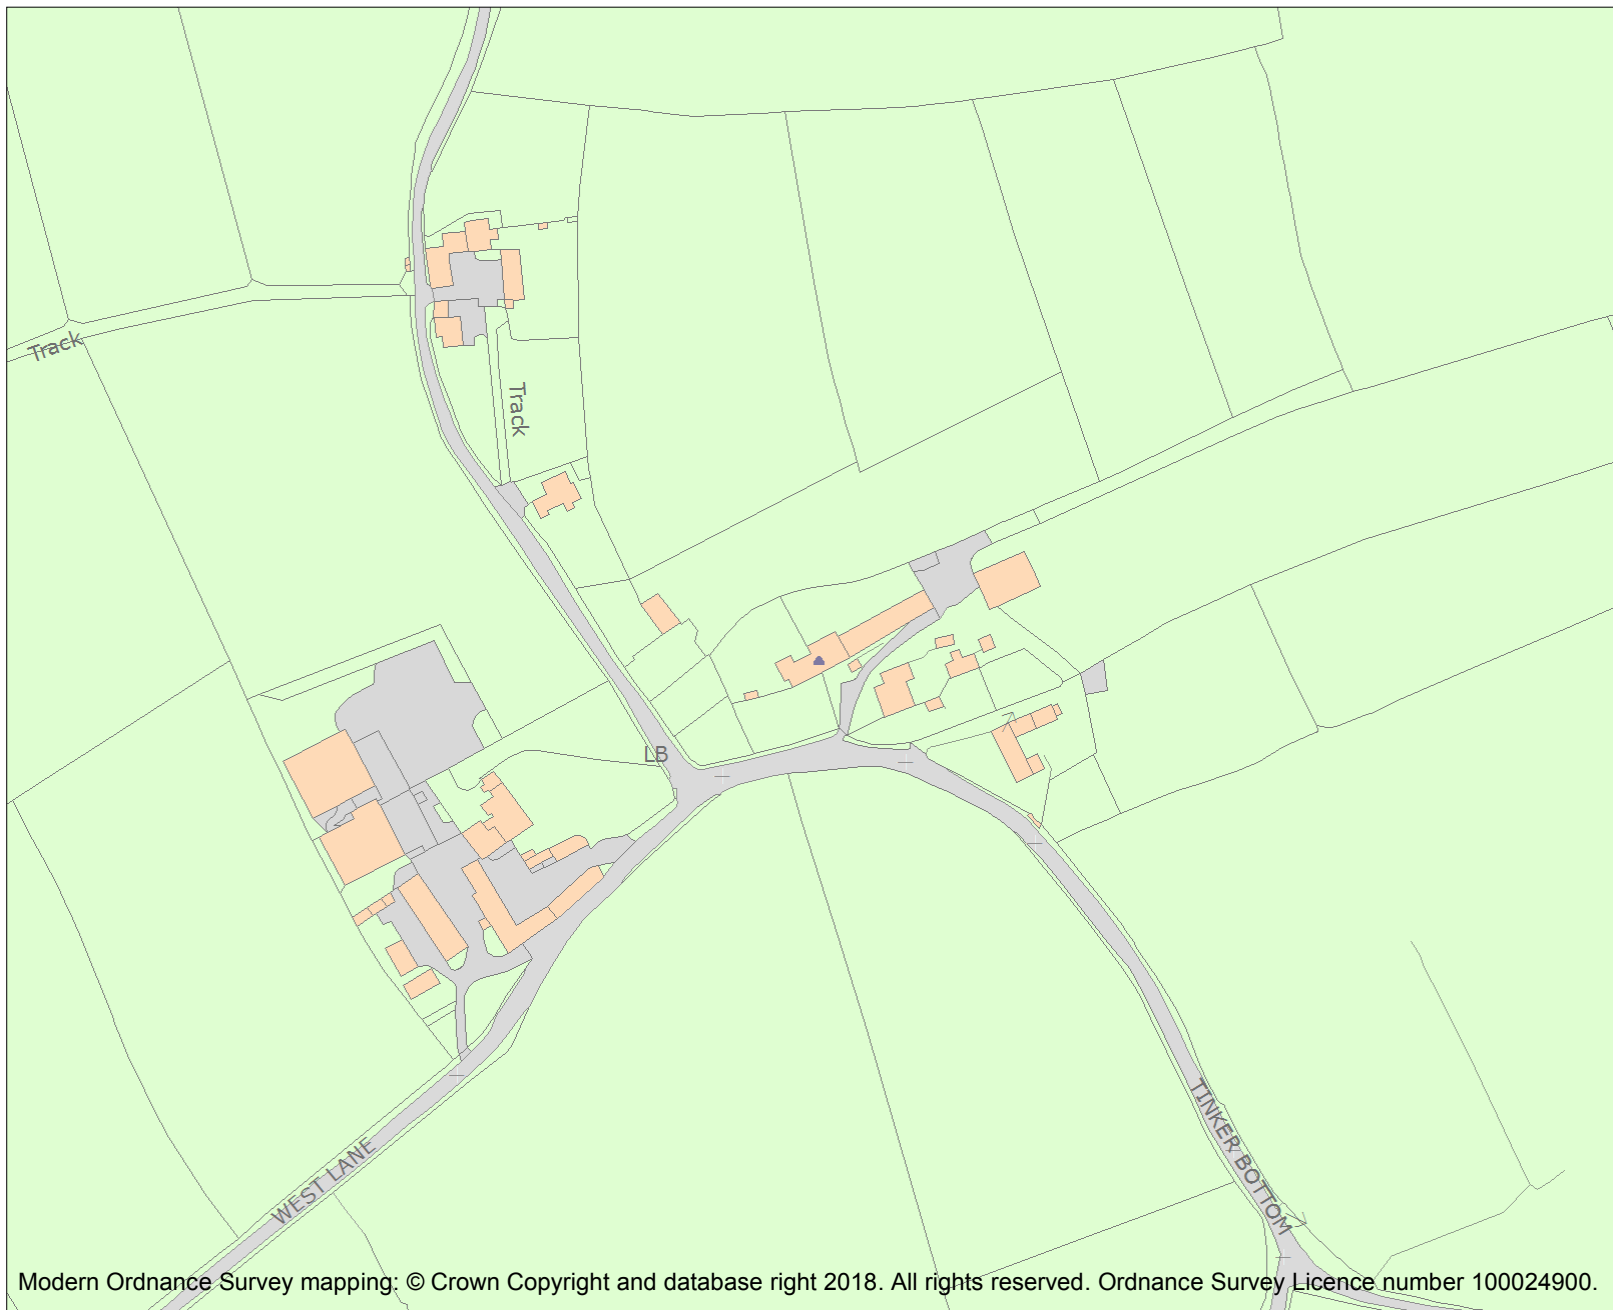 Track
Track
LB
TINKER BOTTOM
WEST LANE
Modern Ordnance Survey mapping: © Crown Copyright and database right 2018. All rights reserved. Ordnance Survey Licence number 100024900.